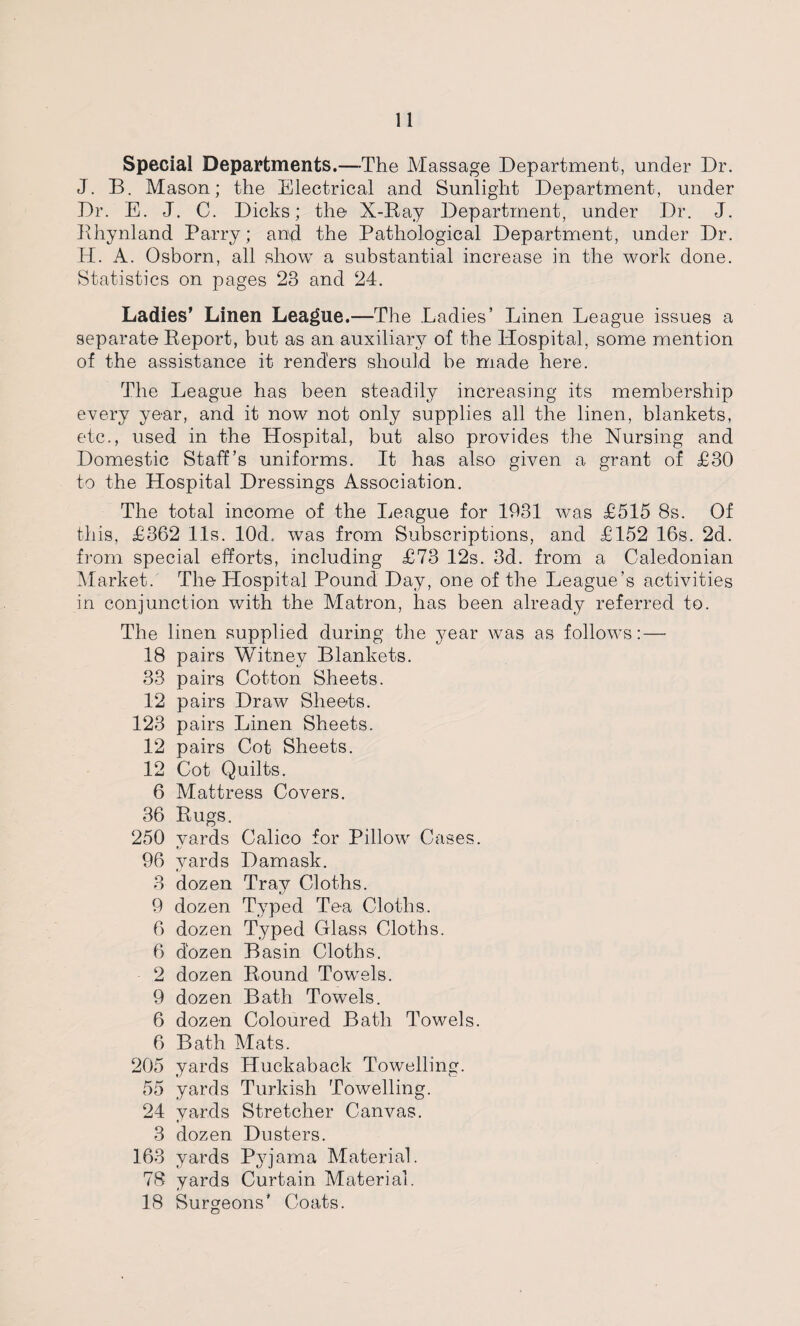 11
Special Departments.—The Massage Department, under Dr.
J. B. Mason; the Electrical and Sunlight Department, under
Dr. E. J. C. Dicks; the X-Ray Department, under Dr. J.
Rhynland Parry; and the Pathological Department, under Dr.
H. A. Osborn, all show a substantial increase in the work done.
Statistics on pages 23 and 24.
Ladies' Linen League.—The Ladies' Linen League issues a
separate Report, but as an auxiliary of the Hospital, some mention
of the assistance it renders should be made here.
The League has been steadily increasing its membership
every year, and it now not only supplies all the linen, blankets,
etc., used in the Hospital, but also provides the Nursing and
Domestic Staff's uniforms. It has also given a grant of £30
to the Hospital Dressings Association.
The total income of the League for 1931 was £515 8s. Of
this, £362 11s. 10d. was from Subscriptions, and £152 16s. 2d.
from special efforts, including £73 12s. 3d. from a Caledonian
Market. The Hospital Pound Day, one of the League's activities
in conjunction with the Matron, has been already referred to.
The linen supplied during the year was as follows:—
18 pairs Witney Blankets.
33 pairs Cotton Sheets.
12 pairs Draw Sheets.
123 pairs Linen Sheets.
12 pairs Cot Sheets.
12 Cot Quilts.
6 Mattress Covers.
36 Rugs.
250 yards Calico for Pillow Cases.
96 yards Damask.
3 dozen Tray Cloths.
9 dozen Typed Tea Cloths.
6 dozen Typed Glass Cloths.
6 dozen Basin Cloths.
2 dozen Round Towels.
9 dozen Bath Towels.
6 dozen Coloured Bath Towels.
6 Bath Mats.
205 yards Huckaback Towelling.
55 yards Turkish Towelling.
24 yards Stretcher Canvas.
3 dozen Dusters.
163 yards Pyjama Material.
78 yards Curtain Material.
18 Surgeons' Coats.